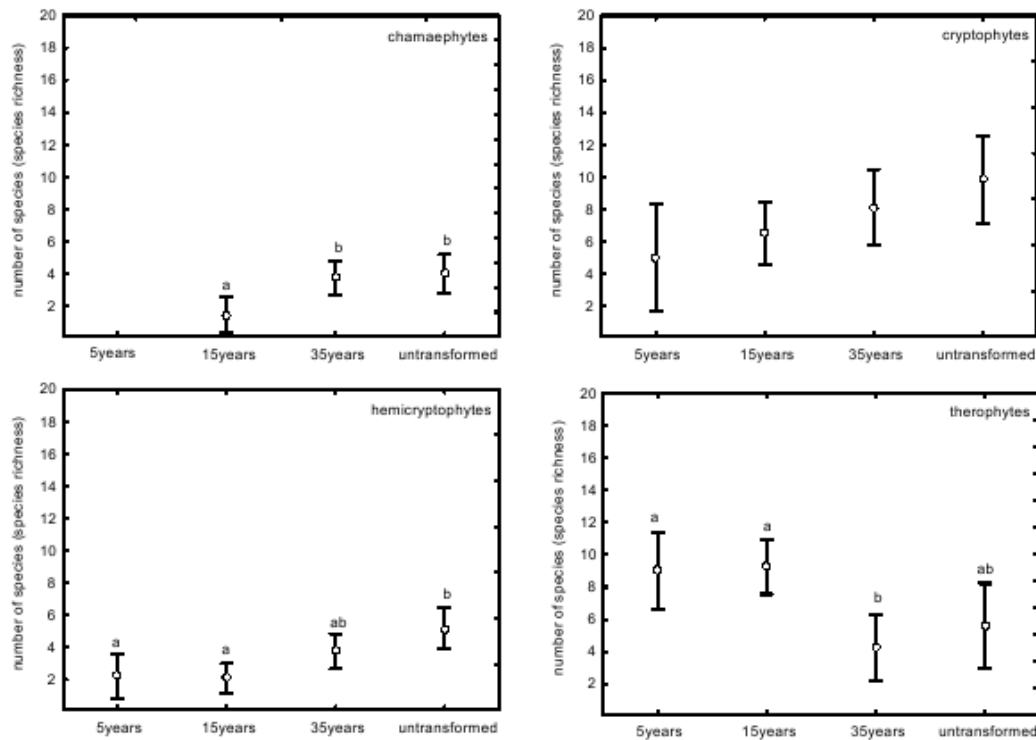 chamaephytes
number of species (species richness)
20
18
16
14
12
10
8
6
4
2
a
b
b
5years 15years 35years untransformed
cryptophytes
number of species (species richness)
20
18
16
14
12
10
8
6
4
2
5years 15years 35years untransformed
hemicryptophytes
number of species (species richness)
20
18
16
14
12
10
8
6
4
2
a
a
ab
b
5years 15years 35years untransformed
therophytes
number of species (species richness)
20
18
16
14
12
10
8
6
4
2
a
a
b
ab
5years 15years 35years untransformed